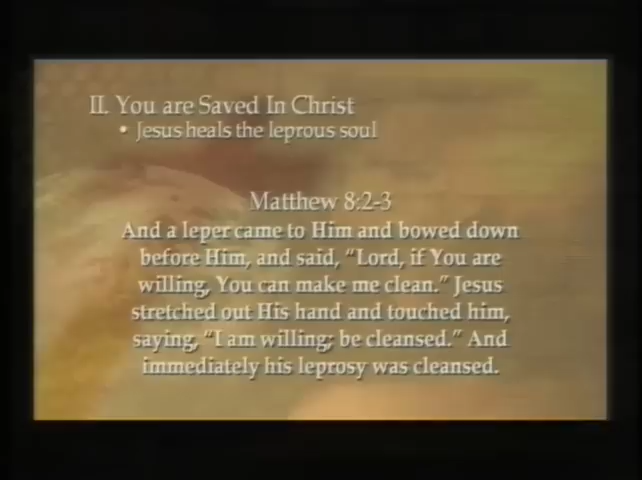 II. You are Saved In Christ
• Jesus heals the leprous soul
Matthew 8:2-3
And a leper came to Him and bowed down
before Him, and said, “Lord, if You are
willing, You can make me clean.” Jesus
stretched out His hand and touched him,
saying, “I am willing; be cleansed.” And
immediately his leprosy was cleansed.